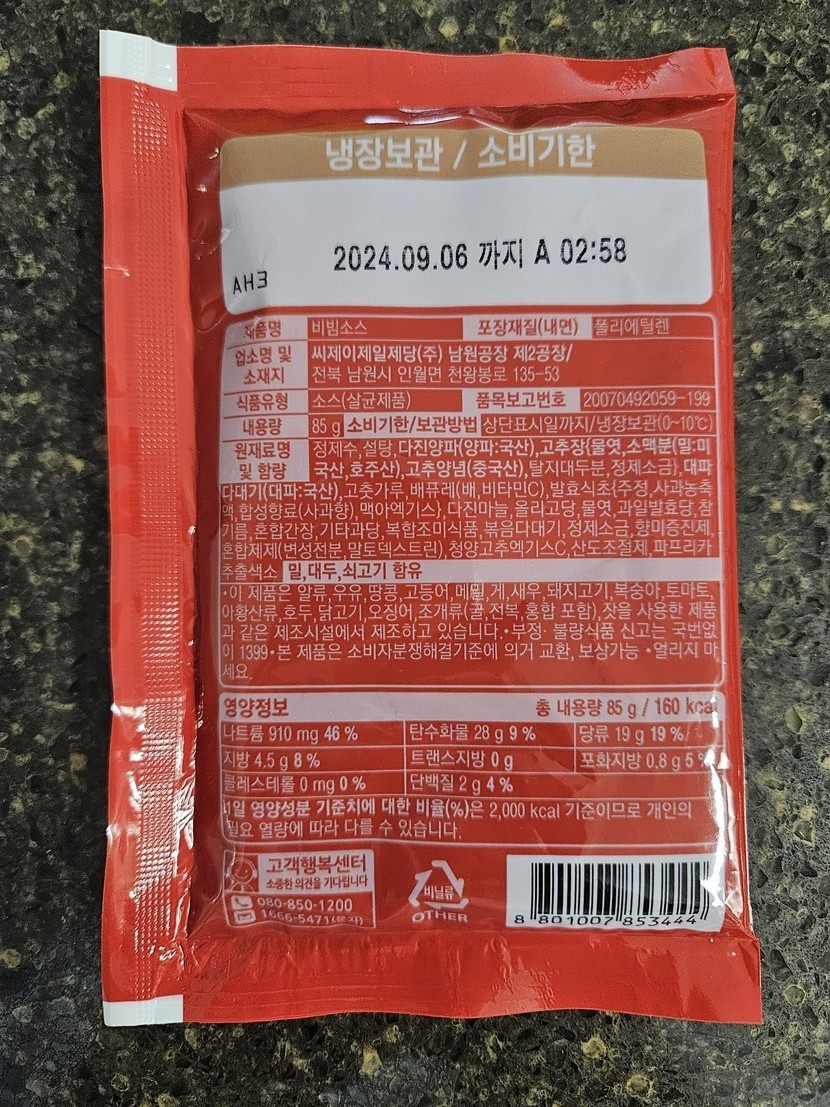 냉장보관 / 소비기한
2024.09.06 까지 A 02:58
AH3
제품명 비빔소스 포장재질(내면) 폴리에틸렌
업소명 및 소재지 씨제이제일제당(주) 남원공장 제2공장/
전북 남원시 인월면 천왕봉로 135-53
식품유형 소스(살균제품) 품목보고번호 20070492059-199
내용량 85 g 소비기한/보관방법 상단표시일까지/냉장보관(0~10℃)
원재료명 정제수,설탕,다진양파(양파:국산),고추장{물엿,소맥분(밀:미
및 함량 국산,호주산),고추양념(중국산),탈지대두분,정제소금},대파
다대기(대파:국산),고춧가루,배퓨레(배,비타민C),발효식초{주정,사과농축
액,합성향료(사과향),맥아엑기스},다진마늘,올리고당,물엿,과일발효당,참
기름,혼합간장,기타과당,복합조미식품,볶음다대기,정제소금,향미증진제,
혼합제제(변성전분,말토덱스트린),청양고추엑기스C,산도조절제,파프리카
추출색소 밀,대두,쇠고기 함유
•이 제품은 알류,우유,땅콩,고등어,메밀,게,새우,돼지고기,복숭아,토마토,
아황산류,호두,닭고기,오징어,조개류(굴,전복,홍합 포함),잣을 사용한 제품
과 같은 제조시설에서 제조하고 있습니다.•부정·불량식품 신고는 국번없
이 1399•본 제품은 소비자분쟁해결기준에 의거 교환, 보상가능 •얼리지 마
세요.
영양정보 총 내용량 85 g / 160 kcal
나트륨 910 mg 46 % 탄수화물 28 g 9 % 당류 19 g 19 %
지방 4.5 g 8 % 트랜스지방 0 g 포화지방 0.8 g 5 %
콜레스테롤 0 mg 0 % 단백질 2 g 4 %
1일 영양성분 기준치에 대한 비율(%)은 2,000 kcal 기준이므로 개인의
필요 열량에 따라 다를 수 있습니다.
고객행복센터
소중한 의견을 기다립니다
080-850-1200
1666-5471(문자)
비닐류
OTHER
8 801007 853444